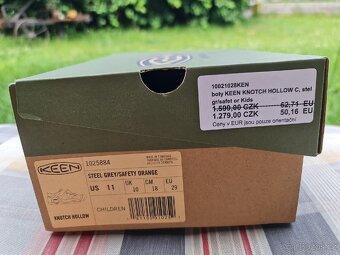 10021028KEN
boty KEEN KNOTCH HOLLOW C, stel
gr/safet or Kids
1.599,00 CZK 62,71 EU
1.279,00 CZK 50,16 EU
Ceny v EUR jsou pouze orientační
KEEN
1025884
STEEL GREY/SAFETY ORANGE
US 11 UK 10 CM 18 EU 29
KNOTCH HOLLOW
CHILDREN